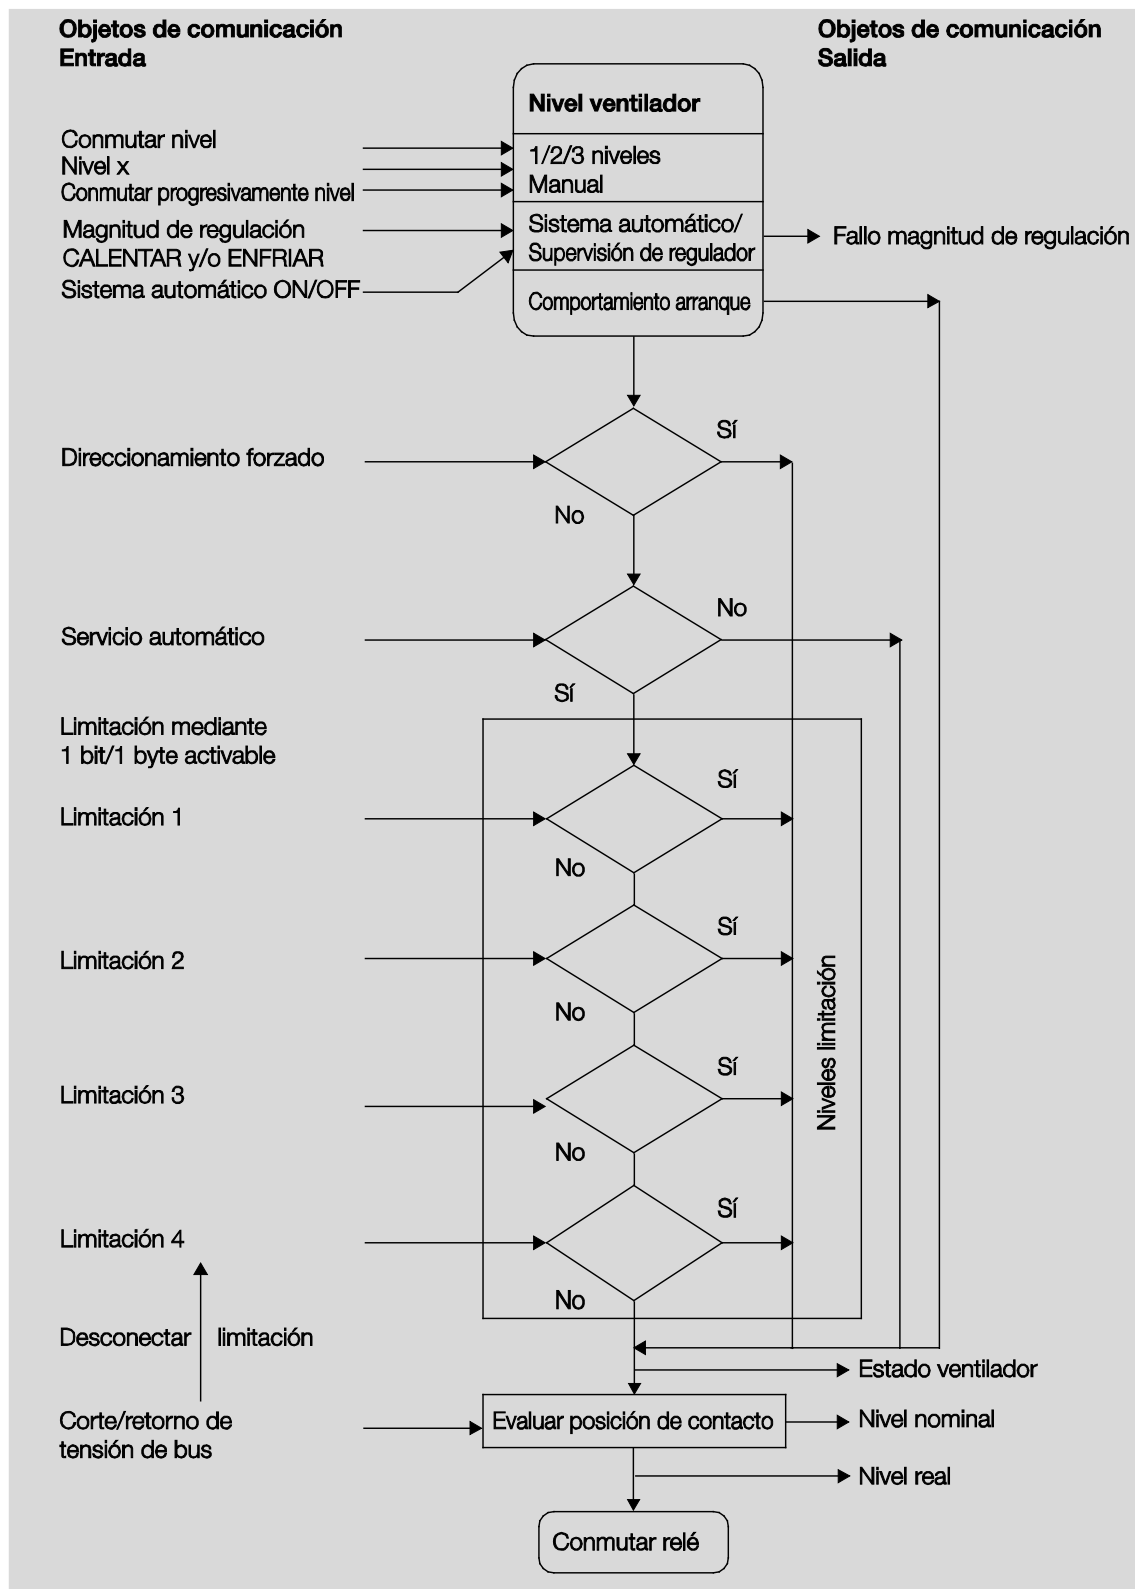 Objetos de comunicación
Entrada
Objetos de comunicación
Salida
Nivel ventilador
Conmutar nivel
Nivel x
Conmutar progresivamente nivel
1/2/3 niveles
Manual
Magnitud de regulación
CALENTAR y/o ENFRIAR
Sistema automático ON/OFF
Sistema automático/
Supervisión de regulador
Fallo magnitud de regulación
Comportamiento arranque
Direccionamiento forzado
Sí
No
Servicio automático
No
Sí
Limitación mediante
1 bit/1 byte activable
Limitación 1
Sí
No
Limitación 2
Sí
No
Niveles limitación
Limitación 3
Sí
No
Limitación 4
Sí
No
Desconectar limitación
Estado ventilador
Corte/retorno de
tensión de bus
Evaluar posición de contacto
Nivel nominal
Nivel real
Conmutar relé